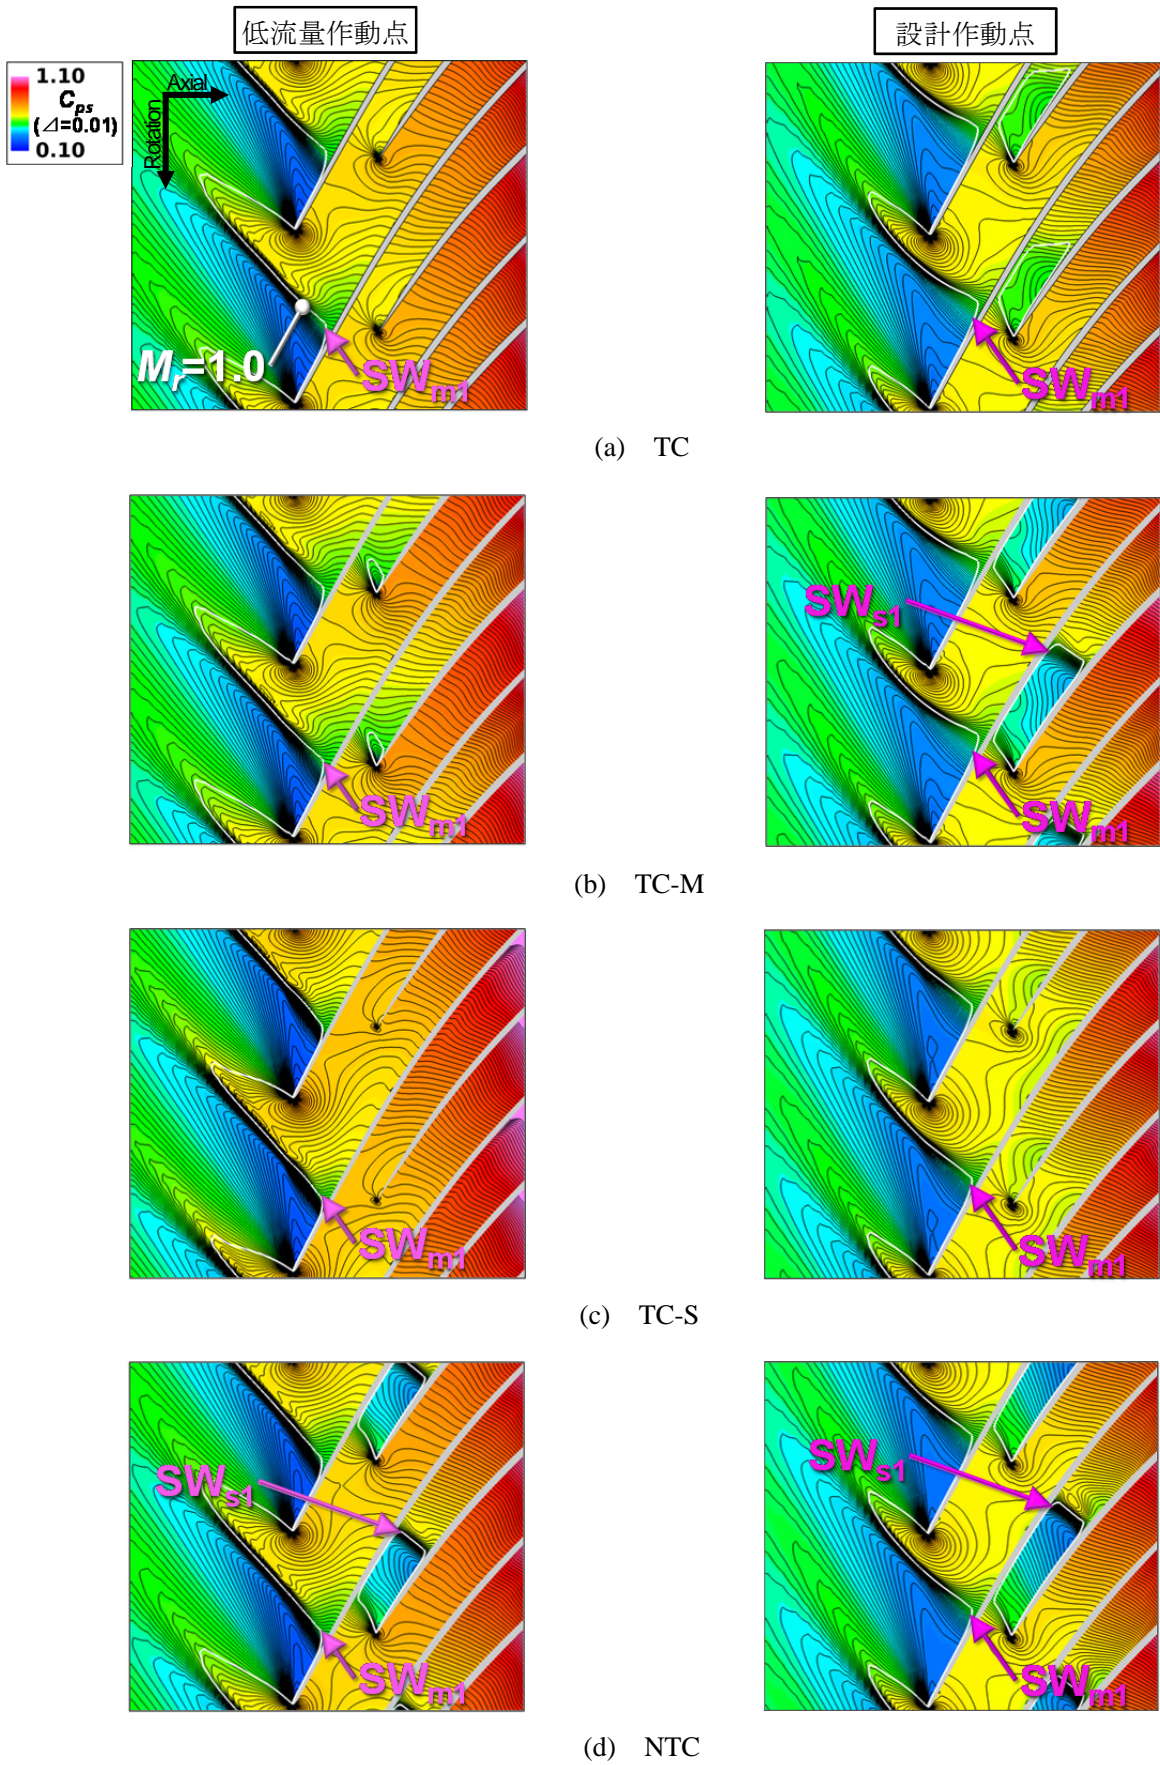 低流量作動点
設計作動点
1.10
Cps
(⊿=0.01)
0.10
Axial
Rotation
Mr=1.0
SWm1
SWm1
(a) TC
SWs1
SWm1
SWm1
(b) TC-M
SWm1
SWm1
(c) TC-S
SWs1
SWs1
SWm1
SWm1
(d) NTC